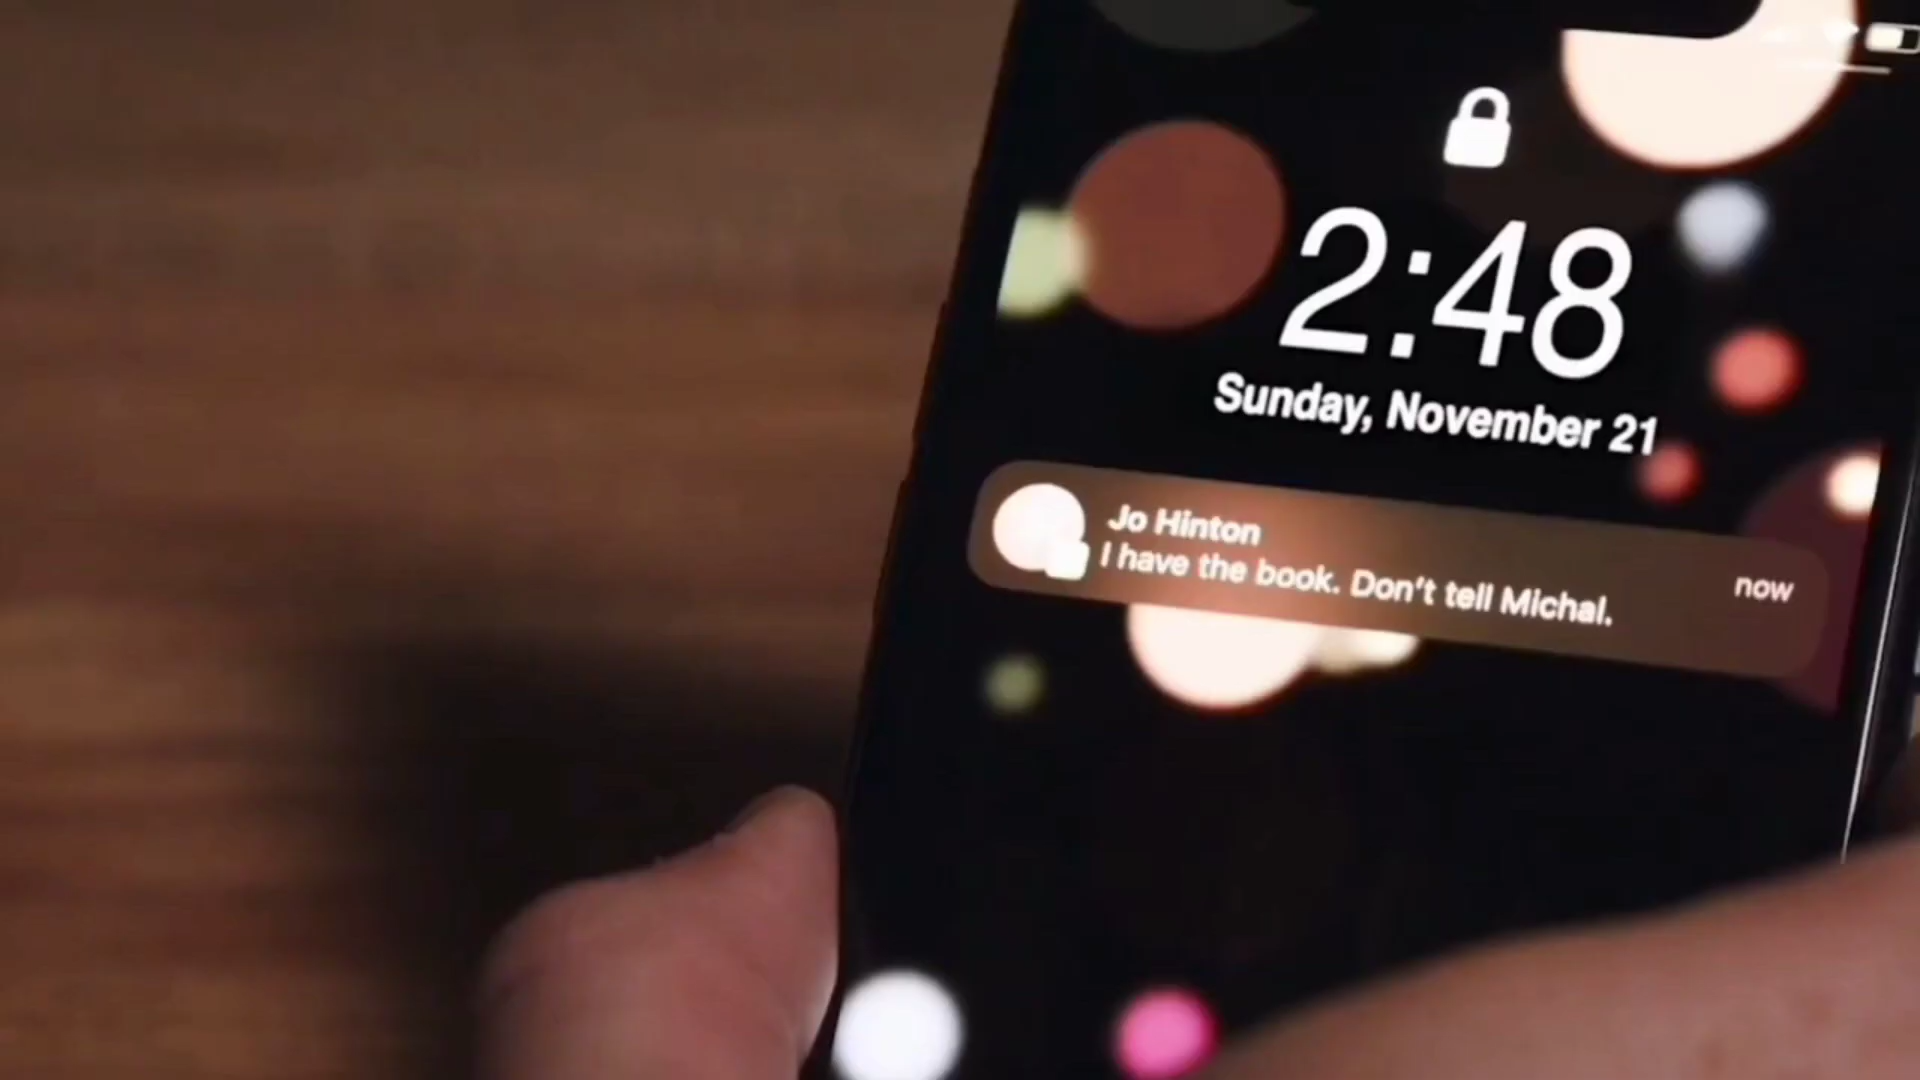 2:48
Sunday, November 21
Jo Hinton
I have the book. Don't tell Michal.
now